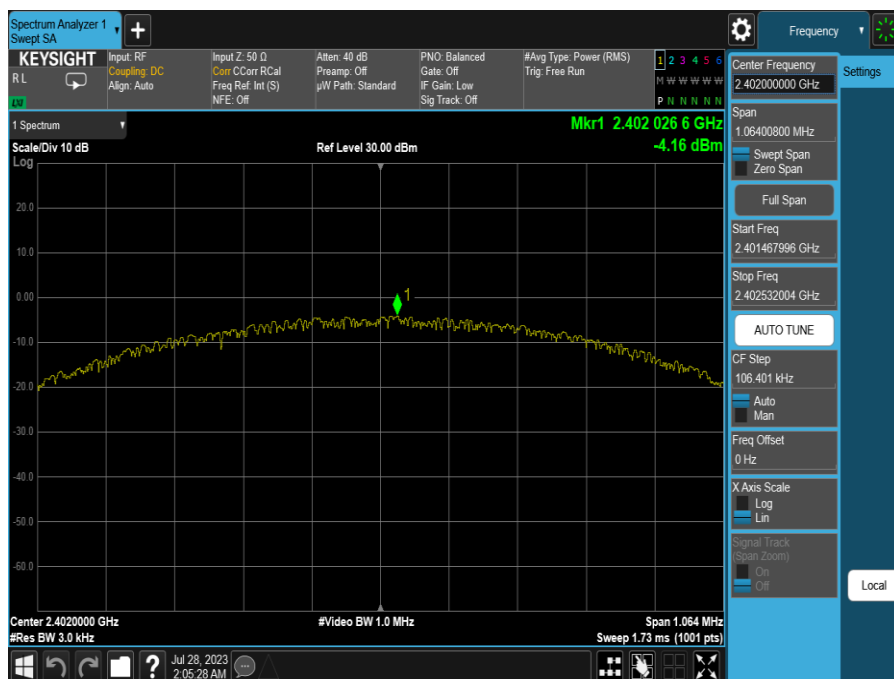 Spectrum Analyzer 1
Swept SA
Frequency
KEYSIGHT
R L
LXI
Input: RF
Coupling: DC
Align: Auto
Input Z: 50 Ω
Corr CCorr RCal
Freq Ref: Int (S)
NFE: Off
Atten: 40 dB
Preamp: Off
µW Path: Standard
PNO: Balanced
Gate: Off
IF Gain: Low
Sig Track: Off
#Avg Type: Power (RMS)
Trig: Free Run
1 2 3 4 5 6
M W W W W W
P N N N N N
1 Spectrum
Mkr1 2.402 026 6 GHz
-4.16 dBm
Scale/Div 10 dB
Ref Level 30.00 dBm
Log
20.0
10.0
0.00
-10.0
-20.0
-30.0
-40.0
-50.0
-60.0
1
Center 2.4020000 GHz
#Video BW 1.0 MHz
Span 1.064 MHz
#Res BW 3.0 kHz
Sweep 1.73 ms (1001 pts)
Jul 28, 2023
2:05:28 AM
Center Frequency
2.402000000 GHz
Span
1.06400800 MHz
Swept Span
Zero Span
Full Span
Start Freq
2.401467996 GHz
Stop Freq
2.402532004 GHz
AUTO TUNE
CF Step
106.401 kHz
Auto
Man
Freq Offset
0 Hz
X Axis Scale
Log
Lin
Signal Track
(Span Zoom)
On
Off
Settings
Local